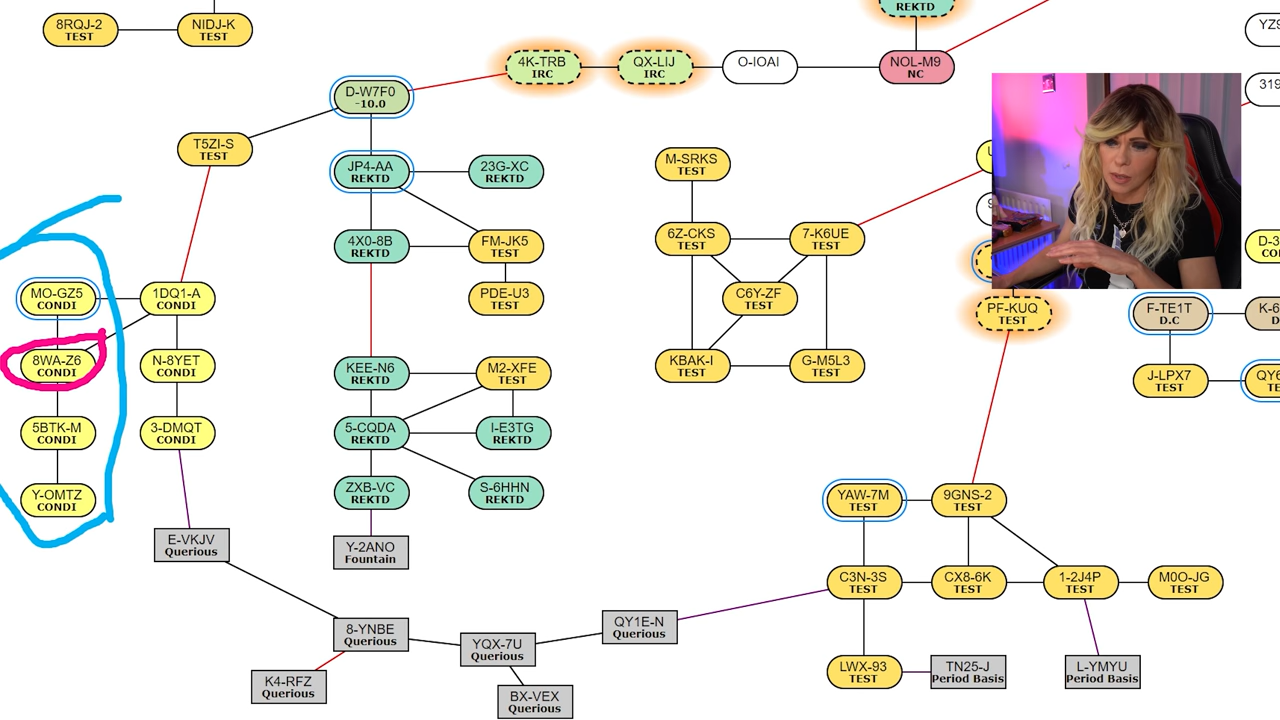 8RQJ-2
TEST
NIDJ-K
TEST
REKTD
YZ9
4K-TRB
IRC
QX-LIJ
IRC
O-IOAI
NOL-M9
NC
319
D-W7F0
-10.0
T5ZI-S
TEST
JP4-AA
REKTD
23G-XC
REKTD
M-SRKS
TEST
4X0-8B
REKTD
FM-JK5
TEST
6Z-CKS
TEST
7-K6UE
TEST
MO-GZ5
CONDI
1DQ1-A
CONDI
PDE-U3
TEST
C6Y-ZF
TEST
PF-KUQ
TEST
F-TE1T
D.C
8WA-Z6
CONDI
N-8YET
CONDI
KEE-N6
REKTD
M2-XFE
TEST
KBAK-I
TEST
G-M5L3
TEST
J-LPX7
TEST
5BTK-M
CONDI
3-DMQT
CONDI
5-CQDA
REKTD
I-E3TG
REKTD
Y-OMTZ
CONDI
ZXB-VC
REKTD
S-6HHN
REKTD
YAW-7M
TEST
9GNS-2
TEST
E-VKJV
Querious
Y-2ANO
Fountain
C3N-3S
TEST
CX8-6K
TEST
1-2J4P
TEST
M0O-JG
TEST
8-YNBE
Querious
YQX-7U
Querious
QY1E-N
Querious
K4-RFZ
Querious
BX-VEX
Querious
LWX-93
TEST
TN25-J
Period Basis
L-YMYU
Period Basis